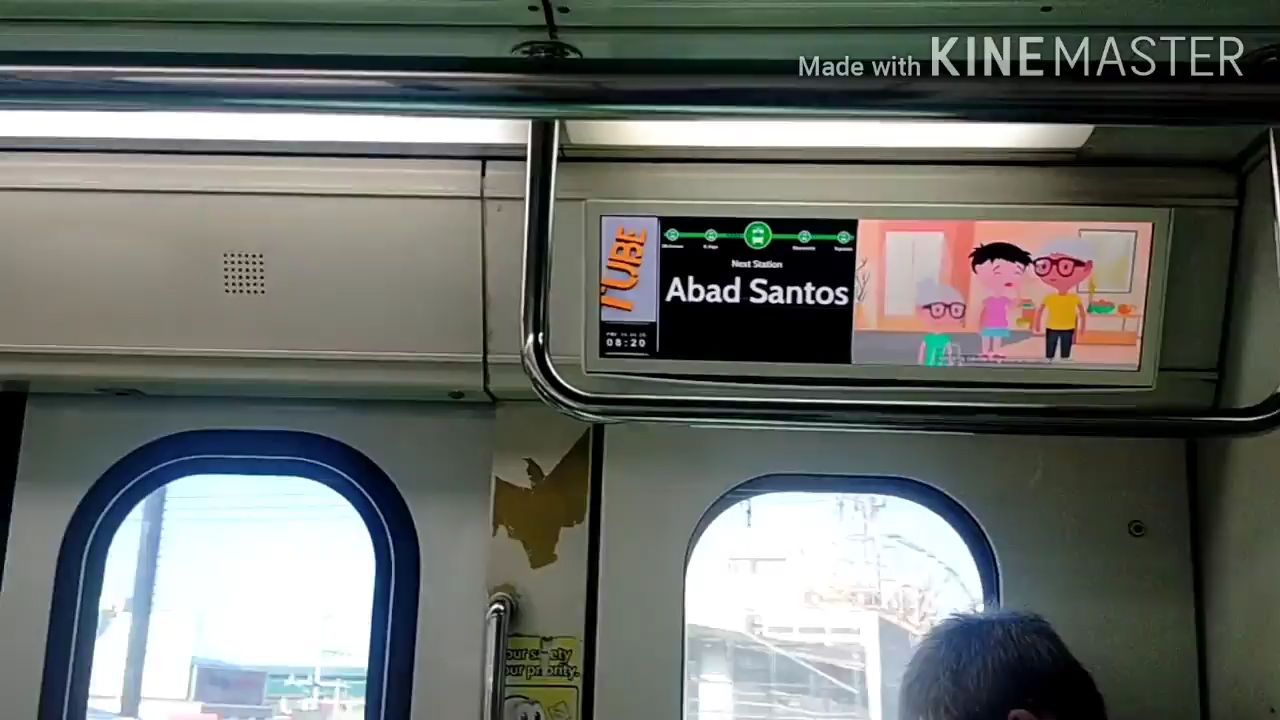 Made with KINEMASTER
TUBE
Next Station
Abad Santos
08:20
our safety
our priority.